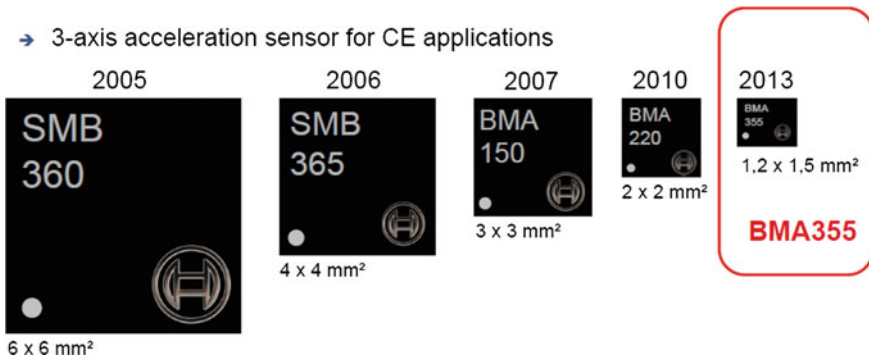 ➔ 3-axis acceleration sensor for CE applications
2005
2006
2007
2010
2013
SMB
360
SMB
365
BMA
150
BMA
220
BMA
355
6 x 6 mm²
4 x 4 mm²
3 x 3 mm²
2 x 2 mm²
1,2 x 1,5 mm²
BMA355